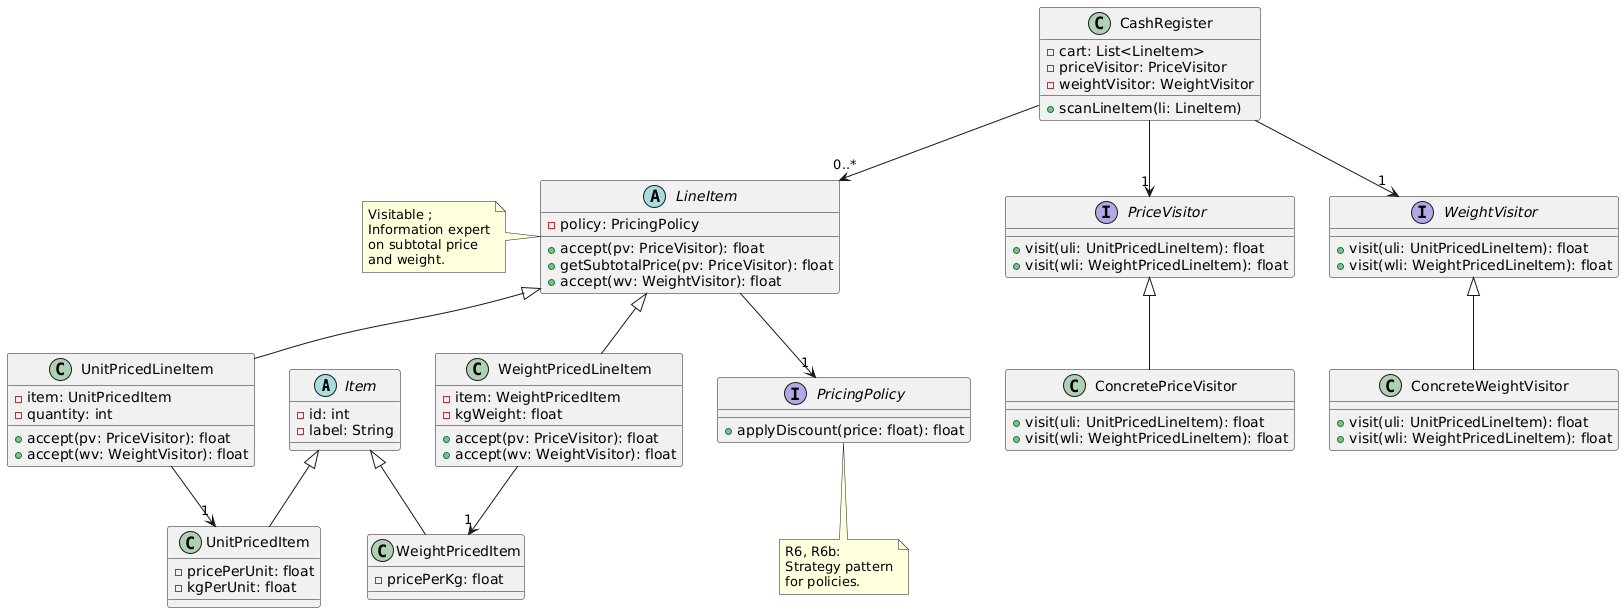 C CashRegister
cart: List<LineItem>
priceVisitor: PriceVisitor
weightVisitor: WeightVisitor
scanLineItem(li: LineItem)
0..*
1
1
Visitable ;
Information expert
on subtotal price
and weight.
A LineItem
policy: PricingPolicy
accept(pv: PriceVisitor): float
getSubtotalPrice(pv: PriceVisitor): float
accept(wv: WeightVisitor): float
I PriceVisitor
visit(uli: UnitPricedLineItem): float
visit(wli: WeightPricedLineItem): float
I WeightVisitor
visit(uli: UnitPricedLineItem): float
visit(wli: WeightPricedLineItem): float
C UnitPricedLineItem
item: UnitPricedItem
quantity: int
accept(pv: PriceVisitor): float
accept(wv: WeightVisitor): float
A Item
id: int
label: String
C WeightPricedLineItem
item: WeightPricedItem
kgWeight: float
accept(pv: PriceVisitor): float
accept(wv: WeightVisitor): float
1
I PricingPolicy
applyDiscount(price: float): float
C ConcretePriceVisitor
visit(uli: UnitPricedLineItem): float
visit(wli: WeightPricedLineItem): float
C ConcreteWeightVisitor
visit(uli: UnitPricedLineItem): float
visit(wli: WeightPricedLineItem): float
1
1
C UnitPricedItem
pricePerUnit: float
kgPerUnit: float
C WeightPricedItem
pricePerKg: float
R6, R6b:
Strategy pattern
for policies.